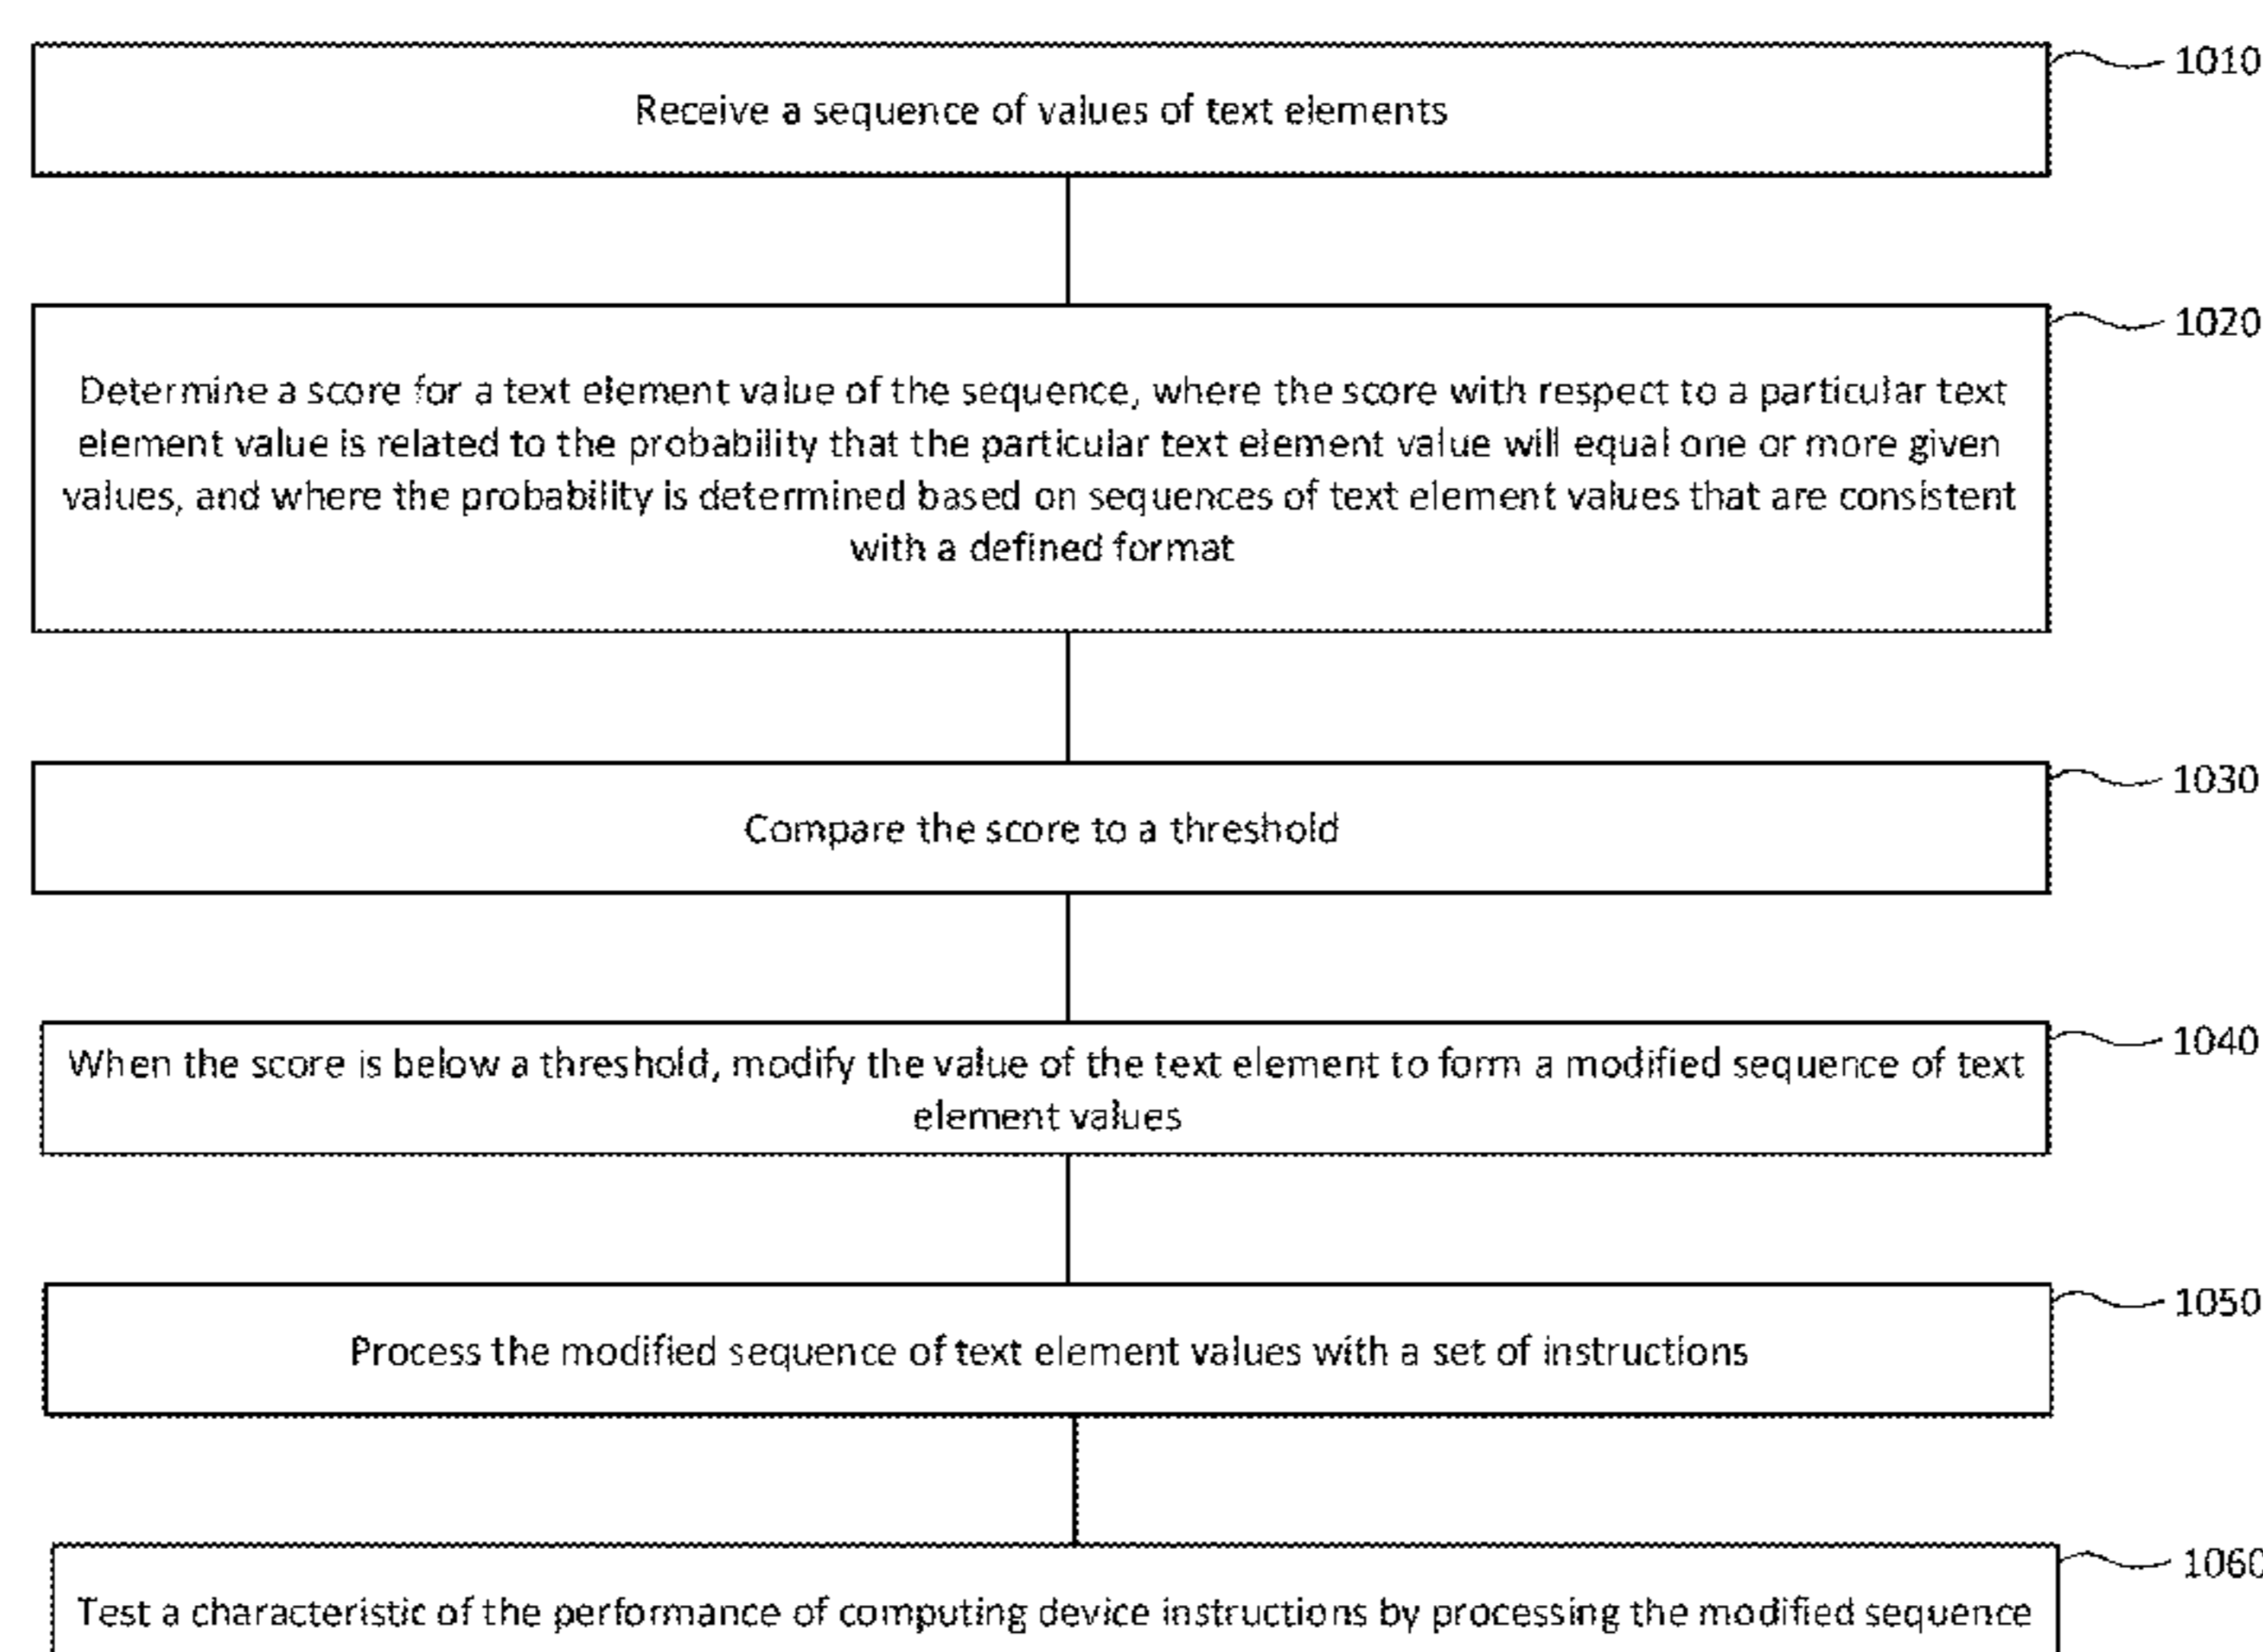 1010
Receive a sequence of values of text elements
1020
Determine a score for a text element value of the sequence, where the score with respect to a particular text
element value is related to the probability that the particular text element value will equal one or more given
values, and where the probability is determined based on sequences of text element values that are consistent
with a defined format
1030
Compare the score to a threshold
1040
When the score is below a threshold, modify the value of the text element to form a modified sequence of text
element values
1050
Process the modified sequence of text element values with a set of instructions
1060
Test a characteristic of the performance of computing device instructions by processing the modified sequence